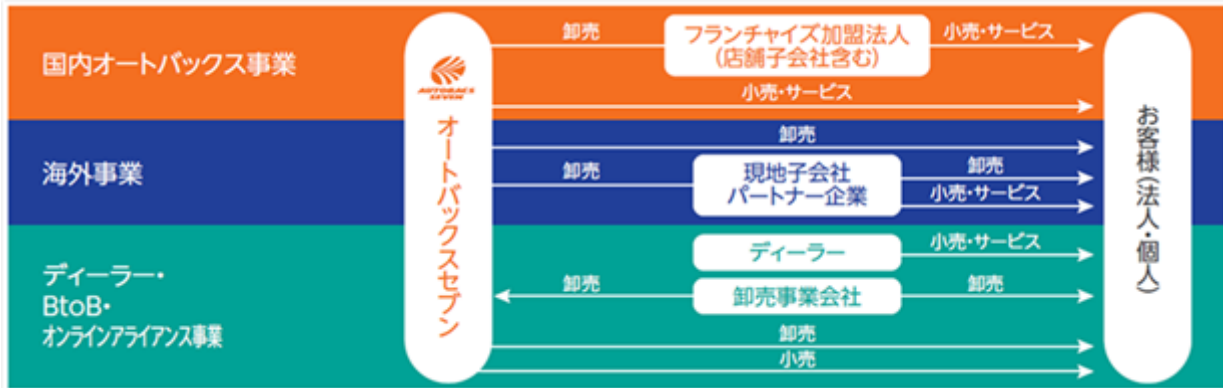 国内オートバックス事業
AUTOBACS
SEVEN
オートバックスセブン
卸売
フランチャイズ加盟法人
(店舗子会社含む)
小売・サービス
小売・サービス
お客様(法人・個人)
海外事業
卸売
卸売
現地子会社
パートナー企業
卸売
小売・サービス
ディーラー・
BtoB・
オンラインアライアンス事業
ディーラー
小売・サービス
卸売
卸売事業会社
卸売
卸売
小売